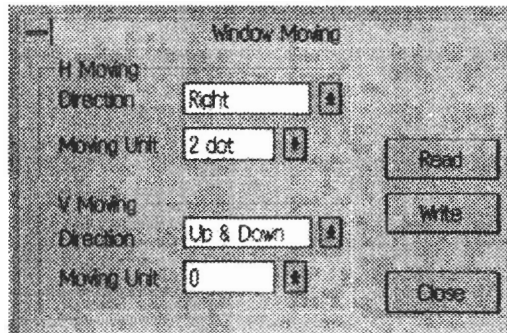 Window Moving
H Moving
Direction Right
Moving Unit 2 dot
Read
V Moving
Write
Direction Up & Down
Moving Unit 0
Close